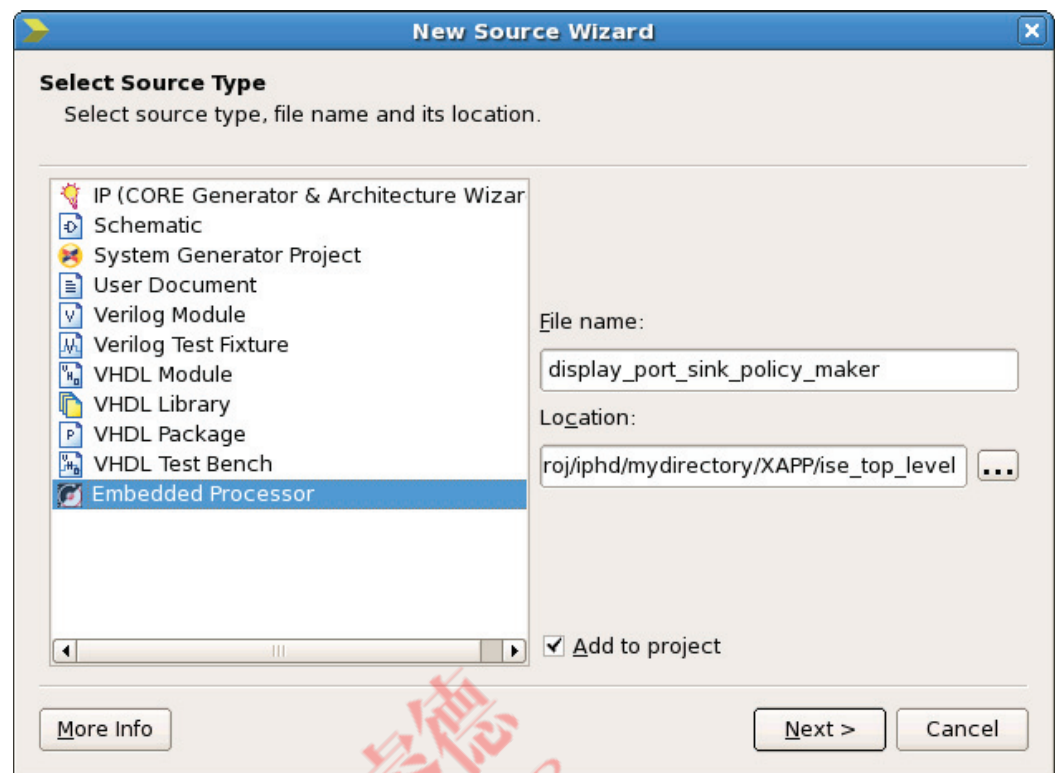 New Source Wizard
Select Source Type
Select source type, file name and its location.
IP (CORE Generator & Architecture Wizar
Schematic
System Generator Project
User Document
Verilog Module
Verilog Test Fixture
VHDL Module
VHDL Library
VHDL Package
VHDL Test Bench
Embedded Processor
File name:
display_port_sink_policy_maker
Location:
roj/iphd/mydirectory/XAPP/ise_top_level
...
Add to project
More Info
Next >
Cancel